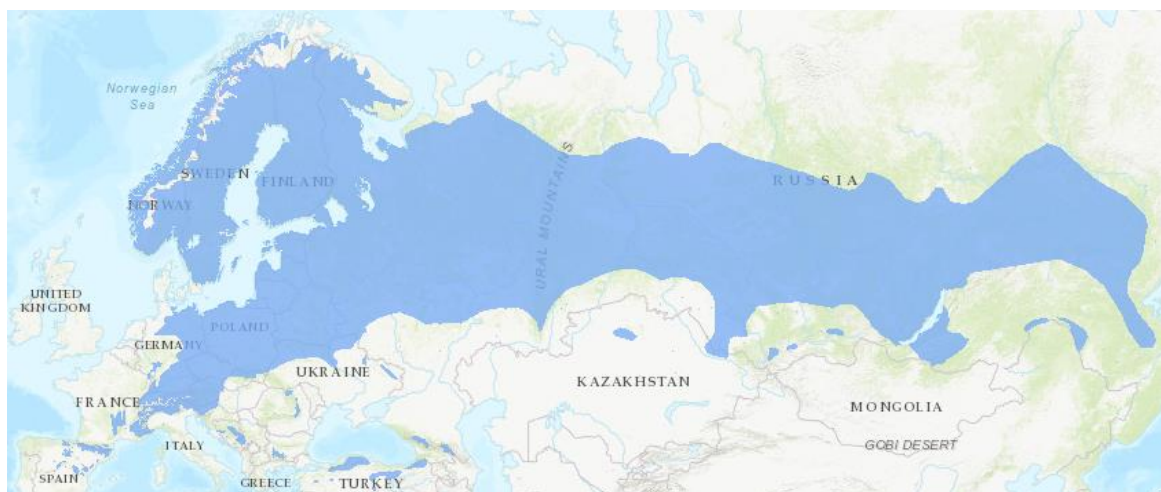 Norwegian
Sea
SWEDEN
FINLAND
NORWAY
RUSSIA
URAL MOUNTAINS
UNITED
KINGDOM
POLAND
GERMANY
UKRAINE
KAZAKHSTAN
FRANCE
MONGOLIA
ITALY
GOBI DESERT
SPAIN
GREECE
TURKEY